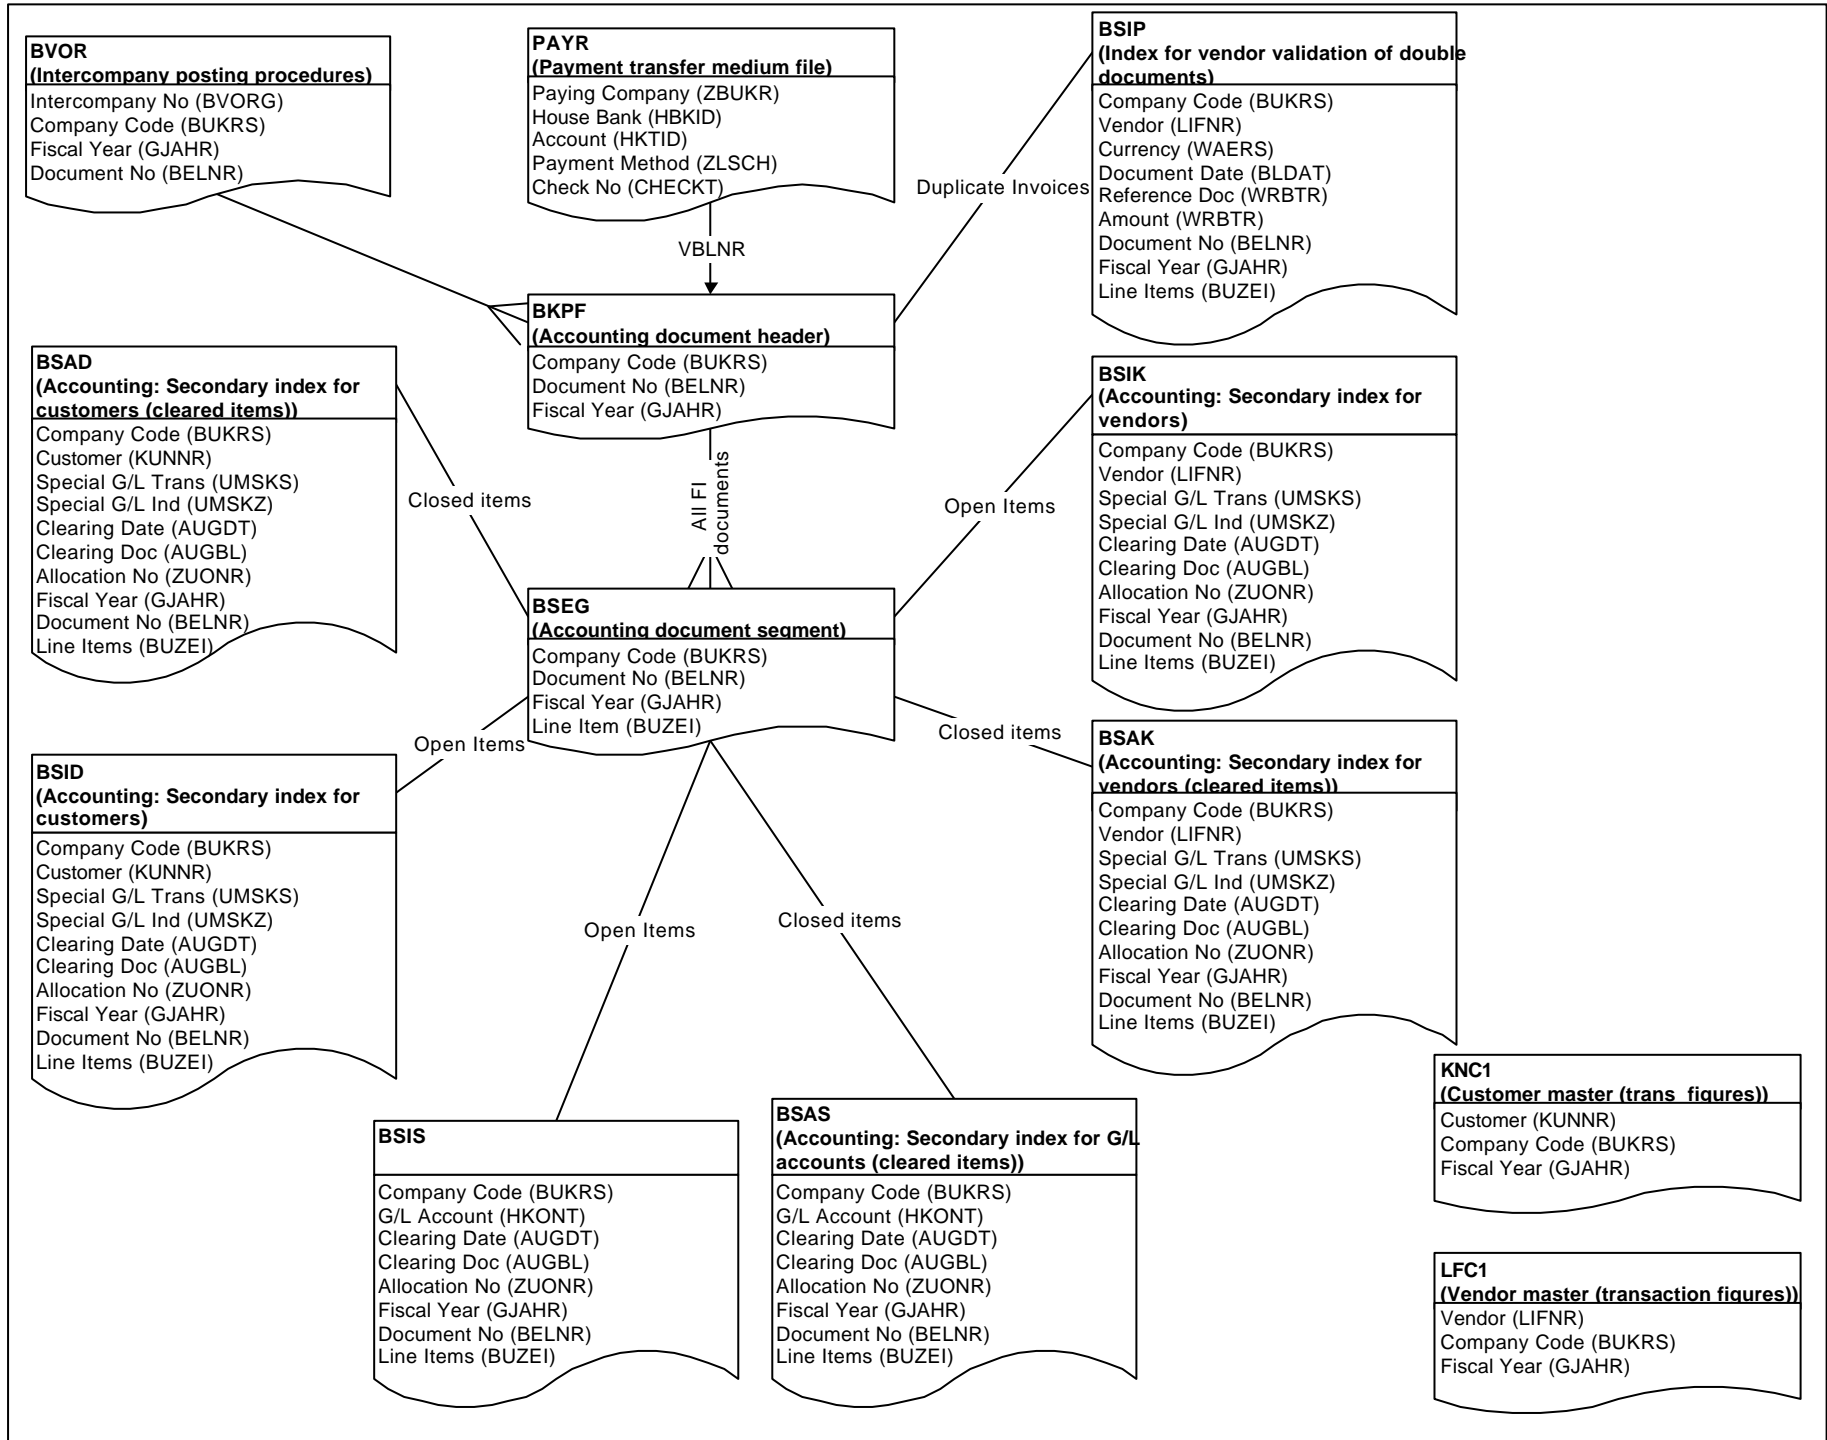 BVOR
(Intercompany posting procedures)
Intercompany No (BVORG)
Company Code (BUKRS)
Fiscal Year (GJAHR)
Document No (BELNR)
PAYR
(Payment transfer medium file)
Paying Company (ZBUKR)
House Bank (HBKID)
Account (HKTID)
Payment Method (ZLSCH)
Check No (CHECKT)
BSIP
(Index for vendor validation of double
documents)
Company Code (BUKRS)
Vendor (LIFNR)
Currency (WAERS)
Document Date (BLDAT)
Reference Doc (WRBTR)
Amount (WRBTR)
Document No (BELNR)
Fiscal Year (GJAHR)
Line Items (BUZEI)
Duplicate Invoices
VBLNR
BKPF
(Accounting document header)
Company Code (BUKRS)
Document No (BELNR)
Fiscal Year (GJAHR)
BSAD
(Accounting: Secondary index for
customers (cleared items))
Company Code (BUKRS)
Customer (KUNNR)
Special G/L Trans (UMSKS)
Special G/L Ind (UMSKZ)
Clearing Date (AUGDT)
Clearing Doc (AUGBL)
Allocation No (ZUONR)
Fiscal Year (GJAHR)
Document No (BELNR)
Line Items (BUZEI)
Closed items
All FI
documents
BSIK
(Accounting: Secondary index for
vendors)
Company Code (BUKRS)
Vendor (LIFNR)
Special G/L Trans (UMSKS)
Special G/L Ind (UMSKZ)
Clearing Date (AUGDT)
Clearing Doc (AUGBL)
Allocation No (ZUONR)
Fiscal Year (GJAHR)
Document No (BELNR)
Line Items (BUZEI)
Open Items
BSEG
(Accounting document segment)
Company Code (BUKRS)
Document No (BELNR)
Fiscal Year (GJAHR)
Line Item (BUZEI)
Open Items
Closed items
BSID
(Accounting: Secondary index for
customers)
Company Code (BUKRS)
Customer (KUNNR)
Special G/L Trans (UMSKS)
Special G/L Ind (UMSKZ)
Clearing Date (AUGDT)
Clearing Doc (AUGBL)
Allocation No (ZUONR)
Fiscal Year (GJAHR)
Document No (BELNR)
Line Items (BUZEI)
BSAK
(Accounting: Secondary index for
vendors (cleared items))
Company Code (BUKRS)
Vendor (LIFNR)
Special G/L Trans (UMSKS)
Special G/L Ind (UMSKZ)
Clearing Date (AUGDT)
Clearing Doc (AUGBL)
Allocation No (ZUONR)
Fiscal Year (GJAHR)
Document No (BELNR)
Line Items (BUZEI)
Open Items
Closed items
BSIS
Company Code (BUKRS)
G/L Account (HKONT)
Clearing Date (AUGDT)
Clearing Doc (AUGBL)
Allocation No (ZUONR)
Fiscal Year (GJAHR)
Document No (BELNR)
Line Items (BUZEI)
BSAS
(Accounting: Secondary index for G/L
accounts (cleared items))
Company Code (BUKRS)
G/L Account (HKONT)
Clearing Date (AUGDT)
Clearing Doc (AUGBL)
Allocation No (ZUONR)
Fiscal Year (GJAHR)
Document No (BELNR)
Line Items (BUZEI)
KNC1
(Customer master (trans figures))
Customer (KUNNR)
Company Code (BUKRS)
Fiscal Year (GJAHR)
LFC1
(Vendor master (transaction figures))
Vendor (LIFNR)
Company Code (BUKRS)
Fiscal Year (GJAHR)